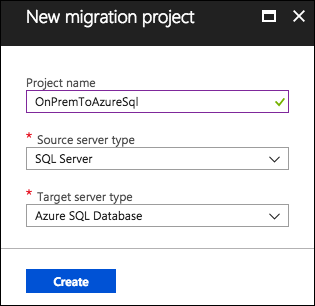 New migration project
Project name
OnPremToAzureSql
* Source server type
SQL Server
* Target server type
Azure SQL Database
Create